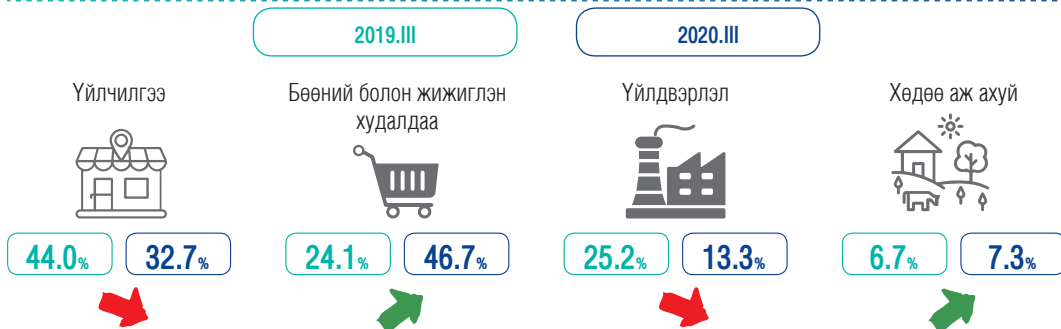 2019.III
2020.III
Үйлчилгээ
Бөөний болон жижиглэн
худалдаа
Үйлдвэрлэл
Хөдөө аж ахуй
44.0%
32.7%
24.1%
46.7%
25.2%
13.3%
6.7%
7.3%